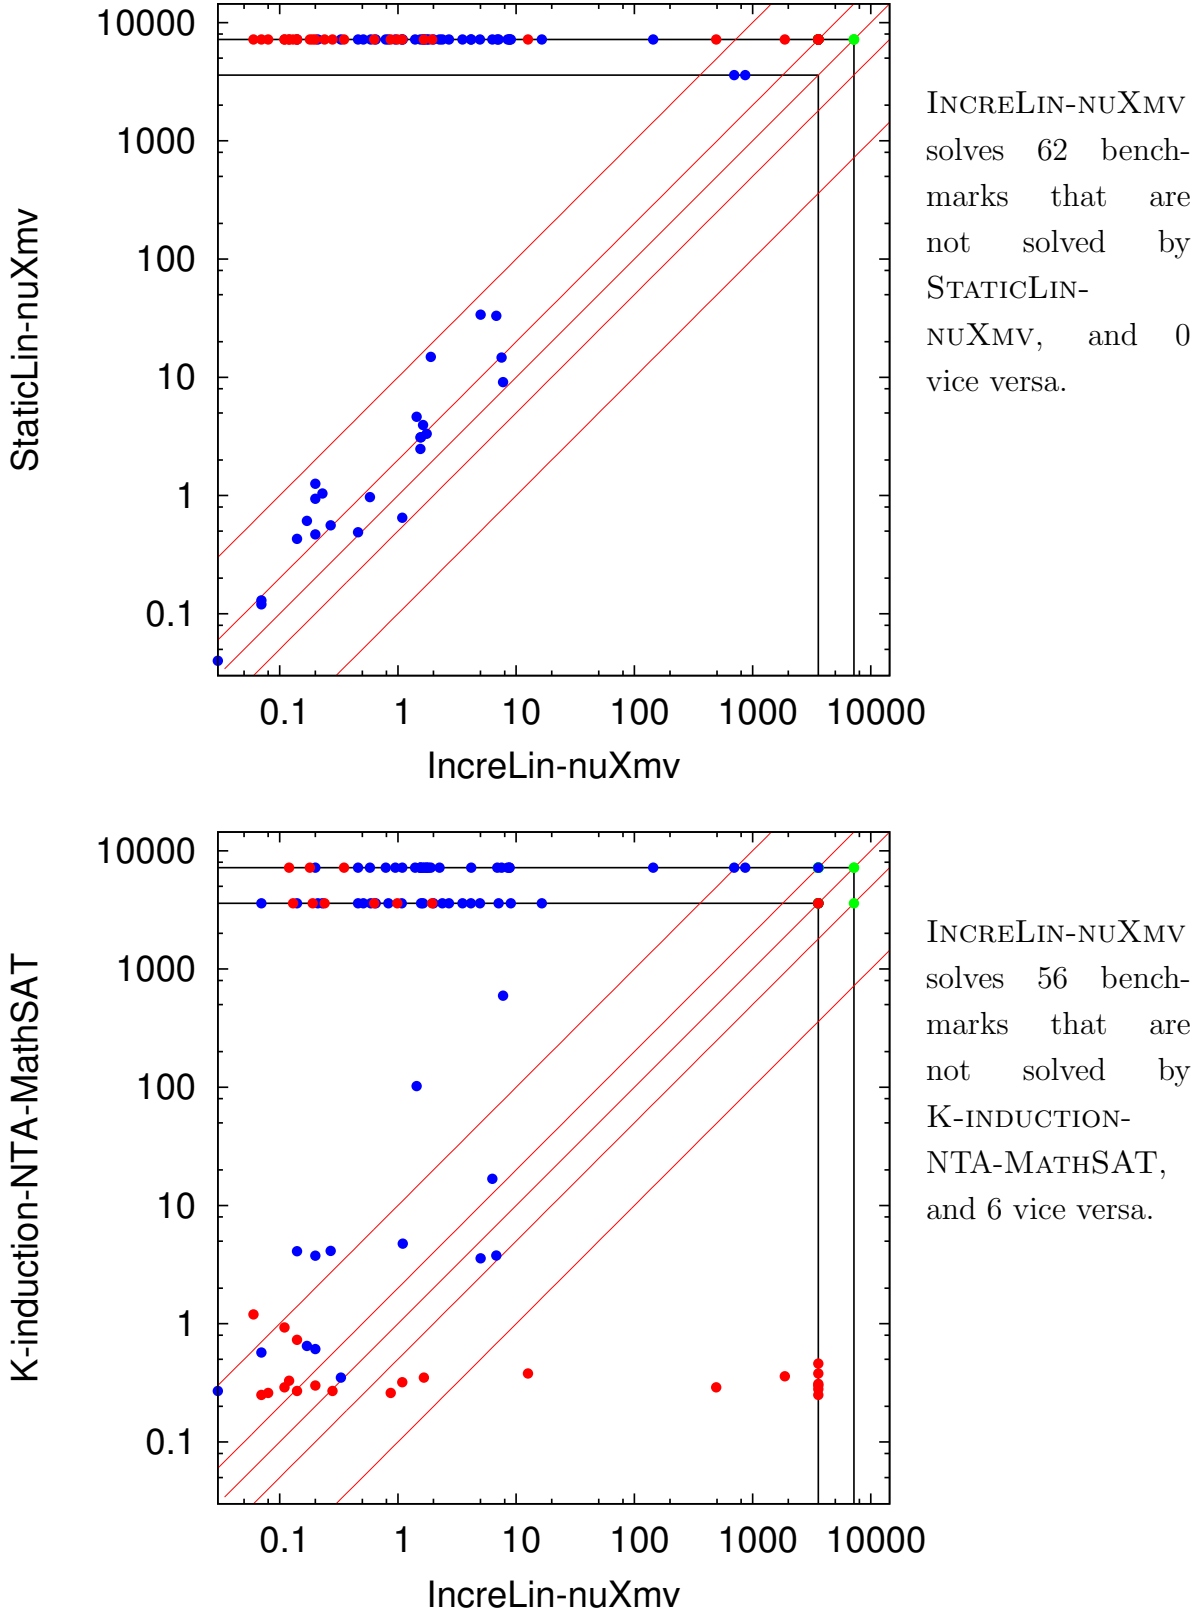 10000
1000
100
10
1
0.1
StaticLin-nuXmv
0.1 1 10 100 1000 10000
IncreLin-nuXmv
INCRELIN-NUXMV
solves 62 bench-
marks that are
not solved by
STATICLIN-
NUXMV, and 0
vice versa.
10000
1000
100
10
1
0.1
K-induction-NTA-MathSAT
0.1 1 10 100 1000 10000
IncreLin-nuXmv
INCRELIN-NUXMV
solves 56 bench-
marks that are
not solved by
K-INDUCTION-
NTA-MATHSAT,
and 6 vice versa.